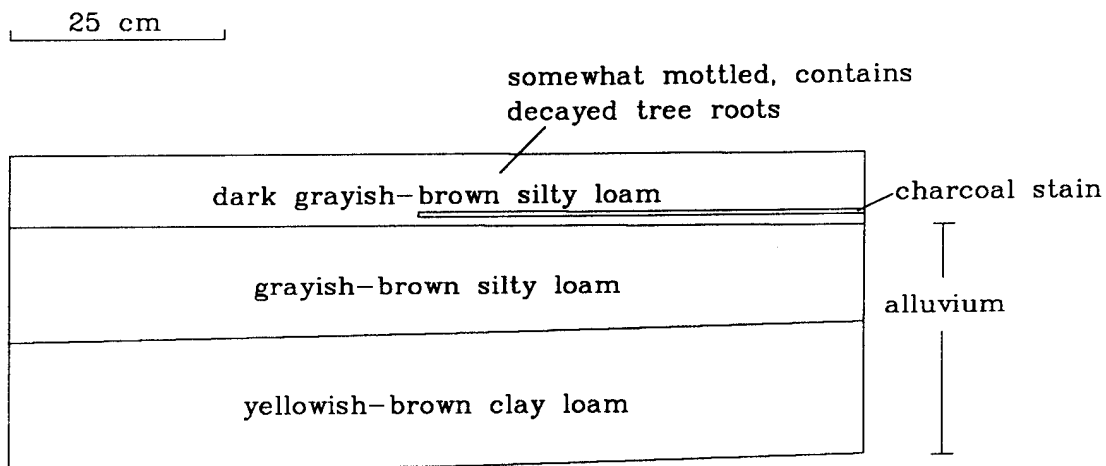 25 cm
somewhat mottled, contains
decayed tree roots
dark grayish-brown silty loam
charcoal stain
grayish-brown silty loam
alluvium
yellowish-brown clay loam